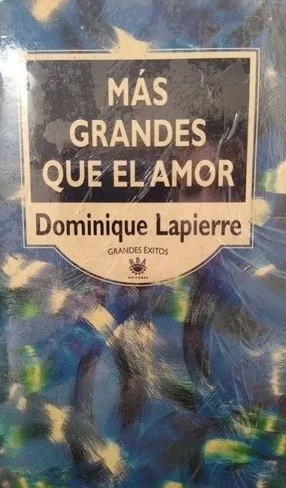 MÁS
GRANDES
QUE EL AMOR
Dominique Lapierre
GRANDES ÉXITOS
RBA
EDITORES